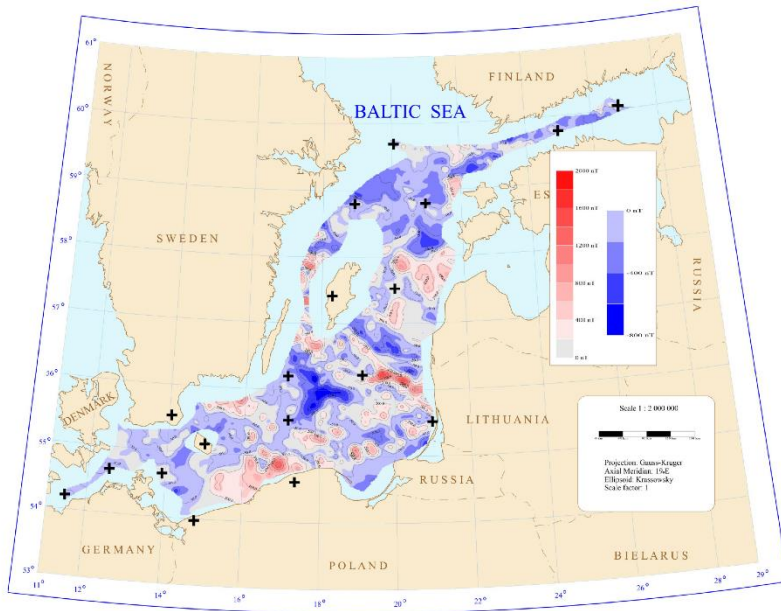 61°
NORWAY
FINLAND
60°
BALTIC SEA
59°
2000 nT
1600 nT
ES
0 nT
58°
SWEDEN
1200 nT
RUSSIA
800 nT
-400 nT
57°
400 nT
-800 nT
0 nT
56°
DENMARK
Scale 1 : 2 000 000
LITHUANIA
55°
Projection: Gauss-Kruger
Axial Meridian: 19°E
Ellipsoid: Krassowsky
Scale factor: 1
RUSSIA
54°
GERMANY
POLAND
BIELARUS
53°
11° 12° 14° 16° 18° 20° 22° 24° 26° 28° 29°